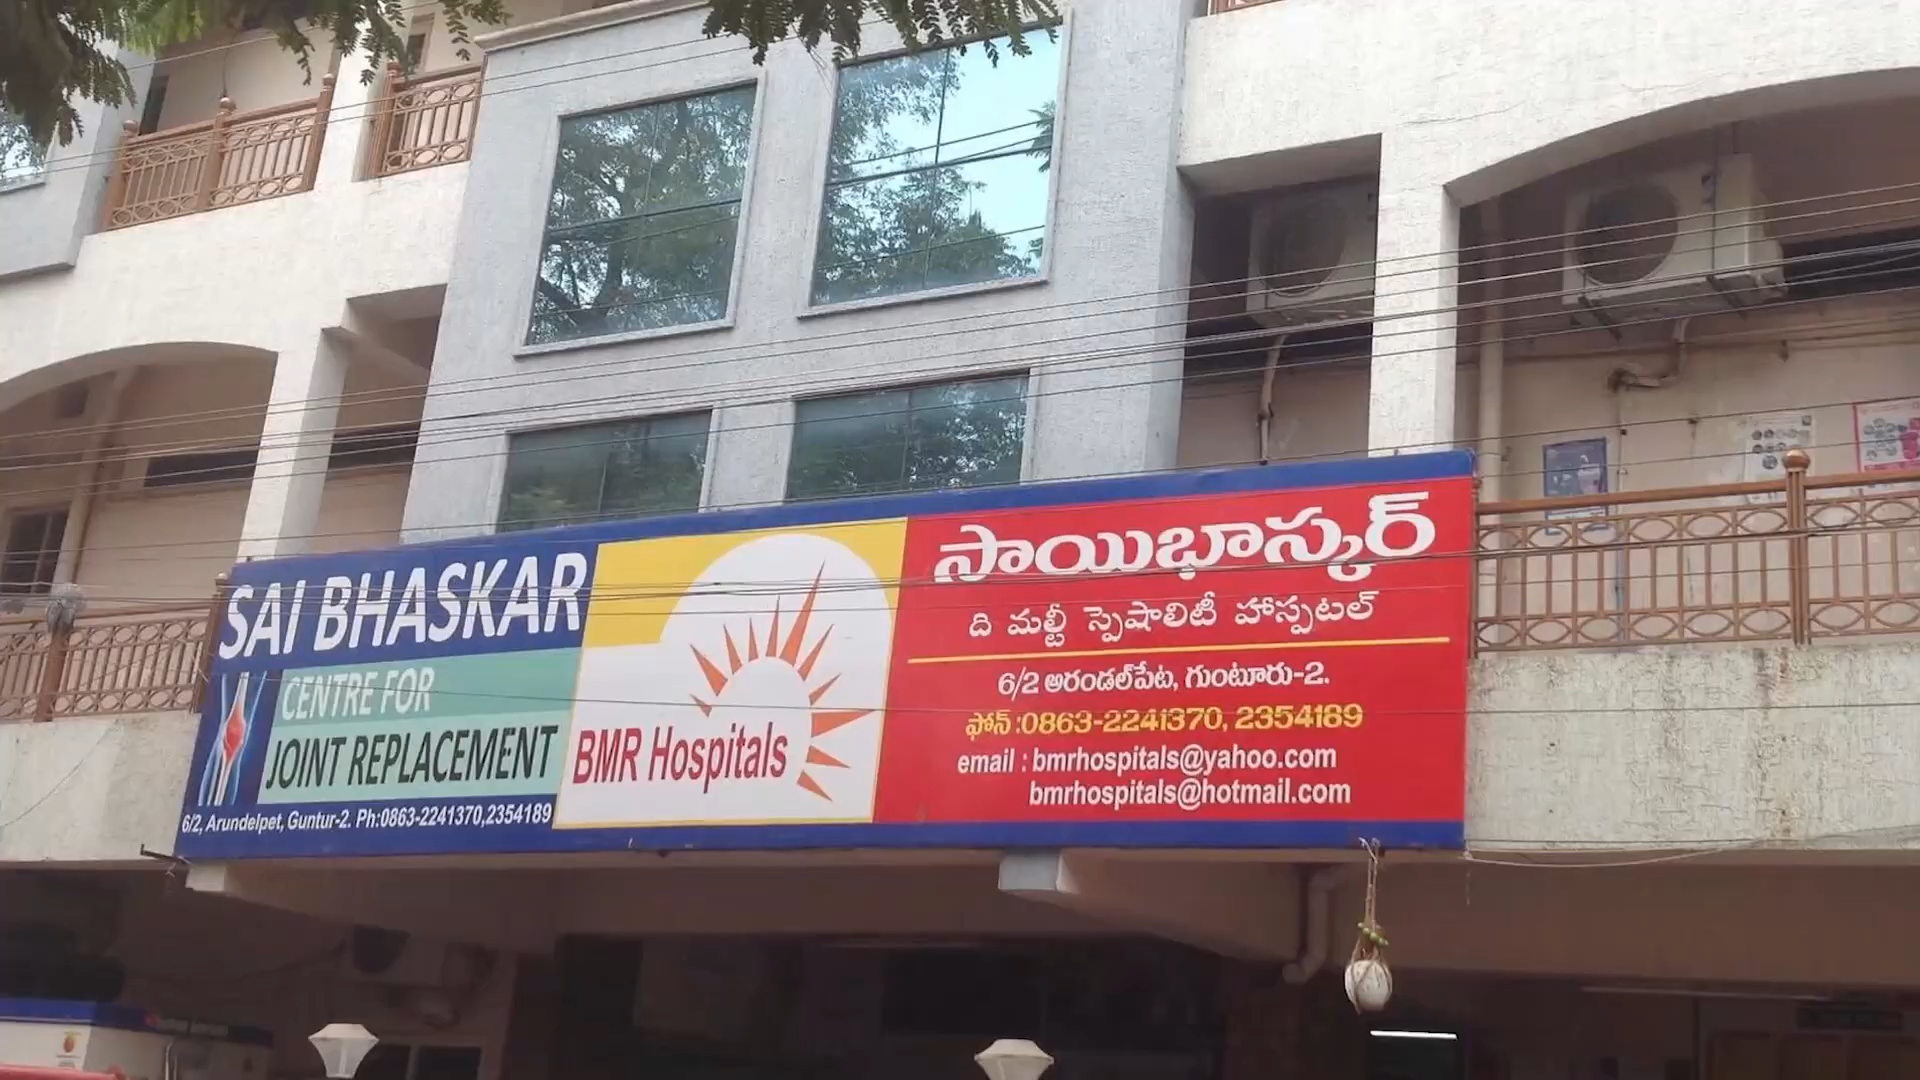 SAI BHASKAR
CENTRE FOR
JOINT REPLACEMENT
6/2, Arundelpet, Guntur-2. Ph:0863-2241370,2354189
BMR Hospitals
సాయిభాస్కర్
ది మల్టీ స్పెషాలిటీ హాస్పటల్
6/2 అరండల్‌పేట, గుంటూరు-2.
ఫోన్ :0863-2241370, 2354189
email : bmrhospitals@yahoo.com
bmrhospitals@hotmail.com